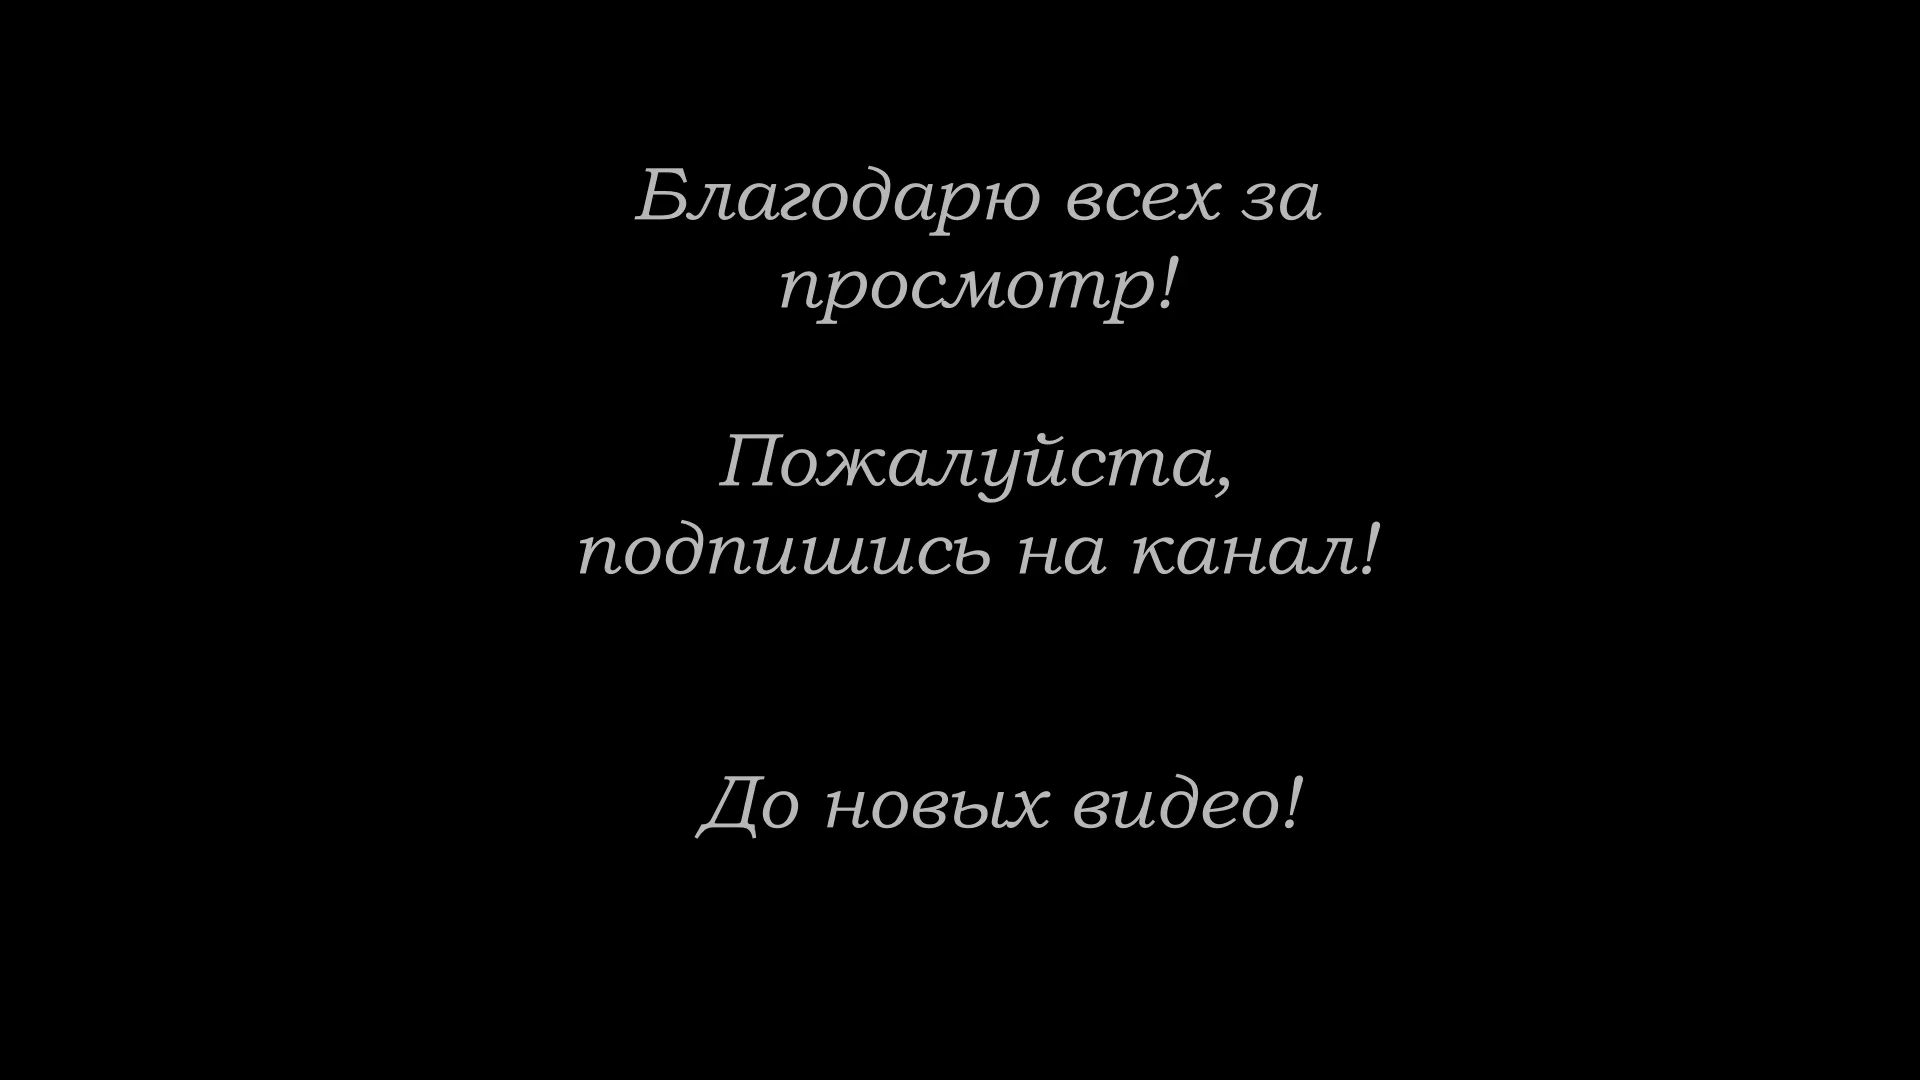 Благодарю всех за
просмотр!
Пожалуйста,
подпишись на канал!
До новых видео!